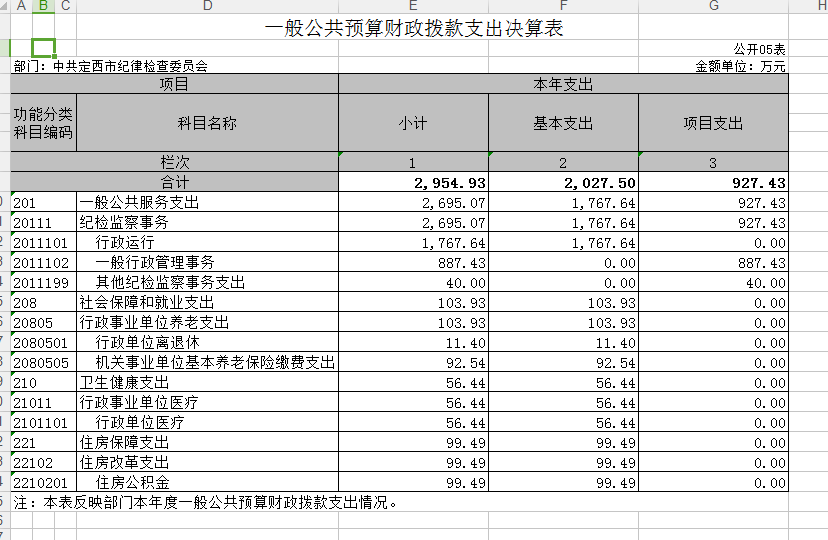 A B C D E F G H
一般公共预算财政拨款支出决算表
公开05表
部门：中共定西市纪律检查委员会 金额单位：万元
项目 本年支出
功能分类科目编码 科目名称 小计 基本支出 项目支出
栏次 1 2 3
合计 2,954.93 2,027.50 927.43
201 一般公共服务支出 2,695.07 1,767.64 927.43
20111 纪检监察事务 2,695.07 1,767.64 927.43
2011101 行政运行 1,767.64 1,767.64 0.00
2011102 一般行政管理事务 887.43 0.00 887.43
2011199 其他纪检监察事务支出 40.00 0.00 40.00
208 社会保障和就业支出 103.93 103.93 0.00
20805 行政事业单位养老支出 103.93 103.93 0.00
2080501 行政单位离退休 11.40 11.40 0.00
2080505 机关事业单位基本养老保险缴费支出 92.54 92.54 0.00
210 卫生健康支出 56.44 56.44 0.00
21011 行政事业单位医疗 56.44 56.44 0.00
2101101 行政单位医疗 56.44 56.44 0.00
221 住房保障支出 99.49 99.49 0.00
22102 住房改革支出 99.49 99.49 0.00
2210201 住房公积金 99.49 99.49 0.00
注：本表反映部门本年度一般公共预算财政拨款支出情况。